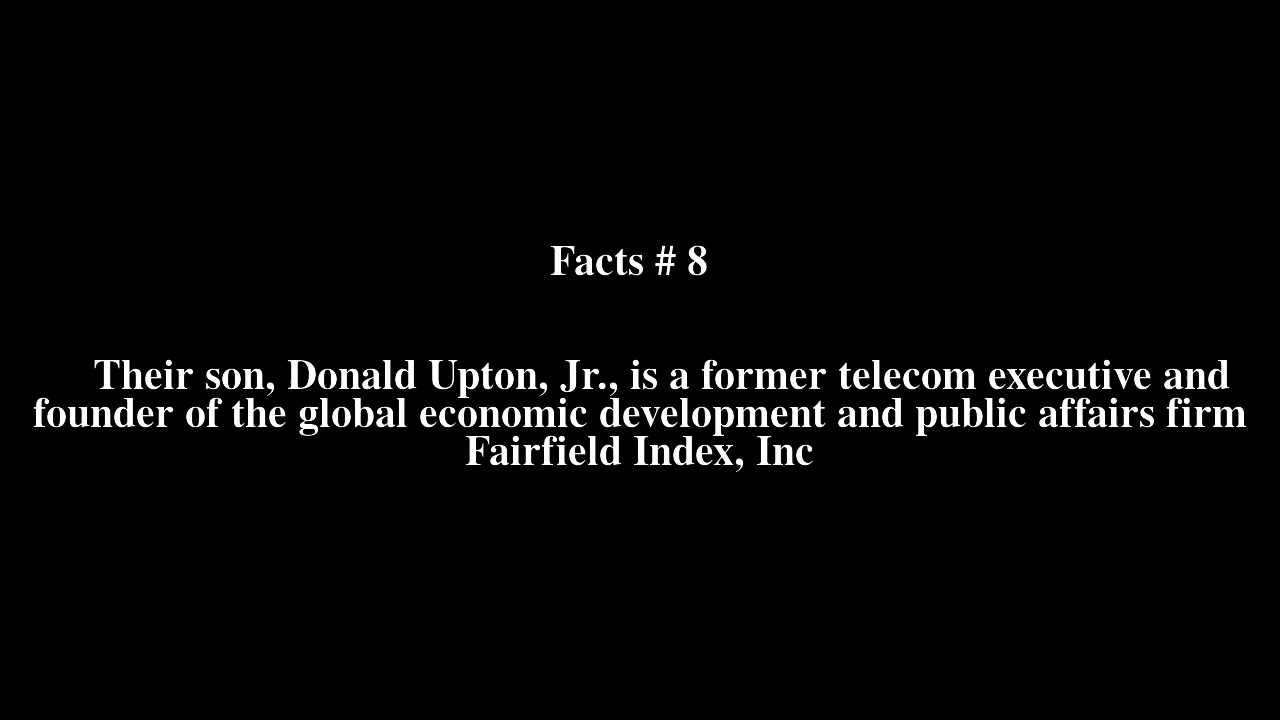 Facts # 8
Their son, Donald Upton, Jr., is a former telecom executive and
founder of the global economic development and public affairs firm
Fairfield Index, Inc